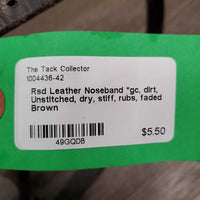 The Tack Collector
1004436-42
Rsd Leather Noseband *gc, dirt,
Unstitched, dry, stiff, rubs, faded
Brown
$5.50
49GQDB